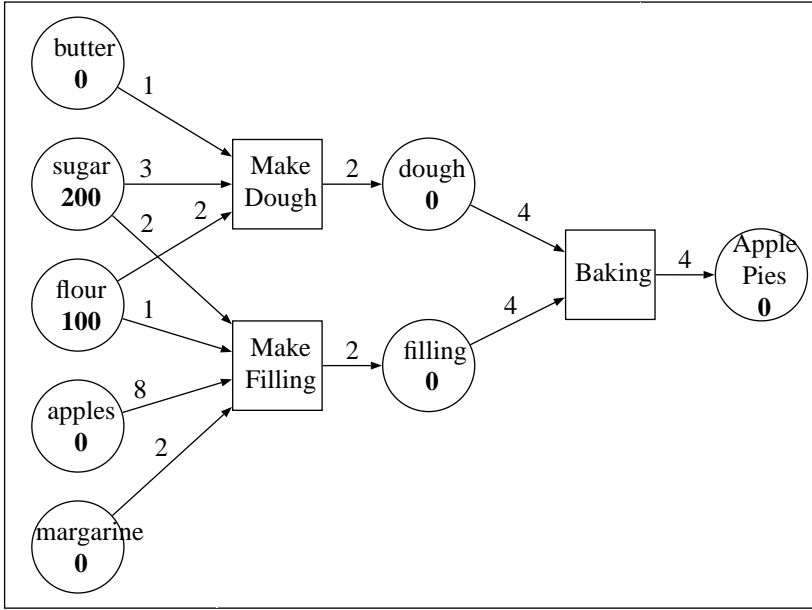 butter
0
1
sugar
200
3
2
2
Make
Dough
2
dough
0
4
flour
100
1
Make
Filling
2
filling
0
4
Baking
4
Apple
Pies
0
apples
0
8
margarine
0
2